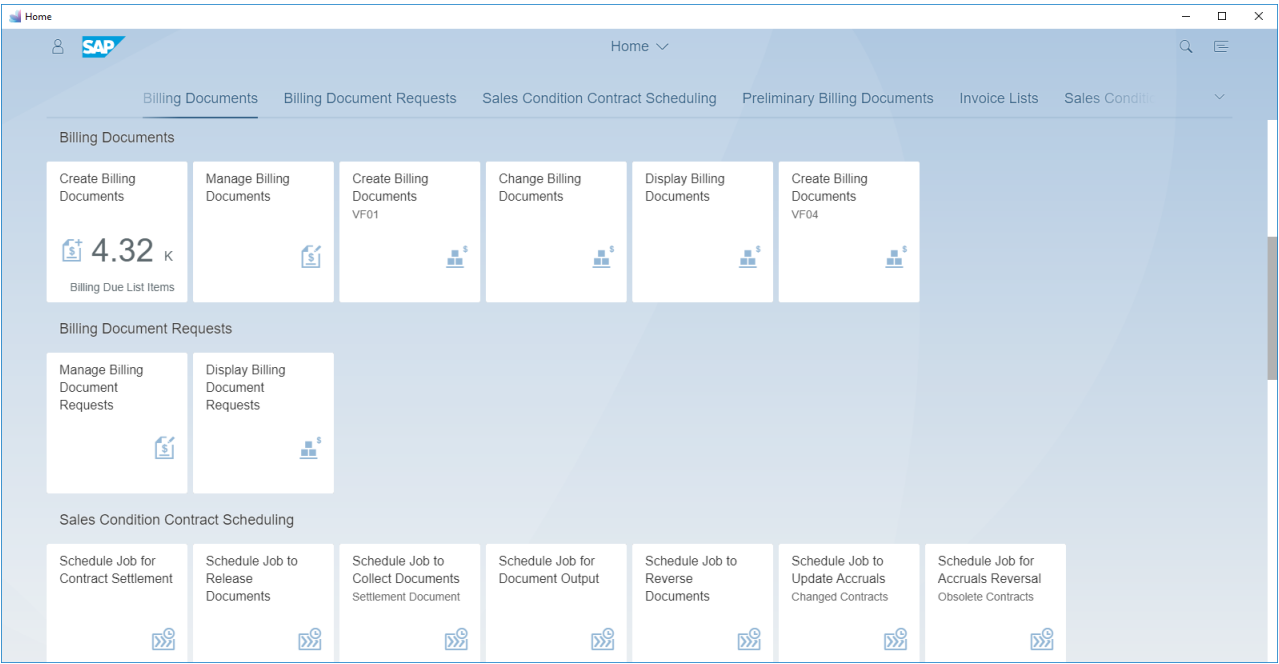 Home
SAP
Home
Billing Documents
Billing Document Requests
Sales Condition Contract Scheduling
Preliminary Billing Documents
Invoice Lists
Sales
Billing Documents
Create Billing
Documents
4.32 K
Billing Due List Items
Manage Billing
Documents
Create Billing
Documents
VF01
Change Billing
Documents
Display Billing
Documents
Create Billing
Documents
VF04
Billing Document Requests
Manage Billing
Document
Requests
Display Billing
Document
Requests
Sales Condition Contract Scheduling
Schedule Job for
Contract Settlement
Schedule Job to
Release
Documents
Schedule Job to
Collect Documents
Settlement Document
Schedule Job for
Document Output
Schedule Job to
Reverse
Documents
Schedule Job to
Update Accruals
Changed Contracts
Schedule Job for
Accruals Reversal
Obsolete Contracts